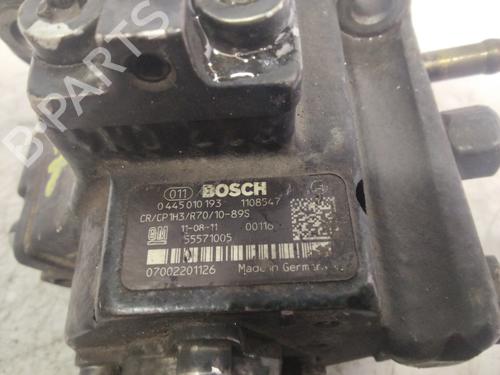 B-PARTS
011 BOSCH
0 445 010 193 1108547
CR/CP1H3/R70/10-89S
GM 11-08-11 00116
55571005
07002201126 Made in German